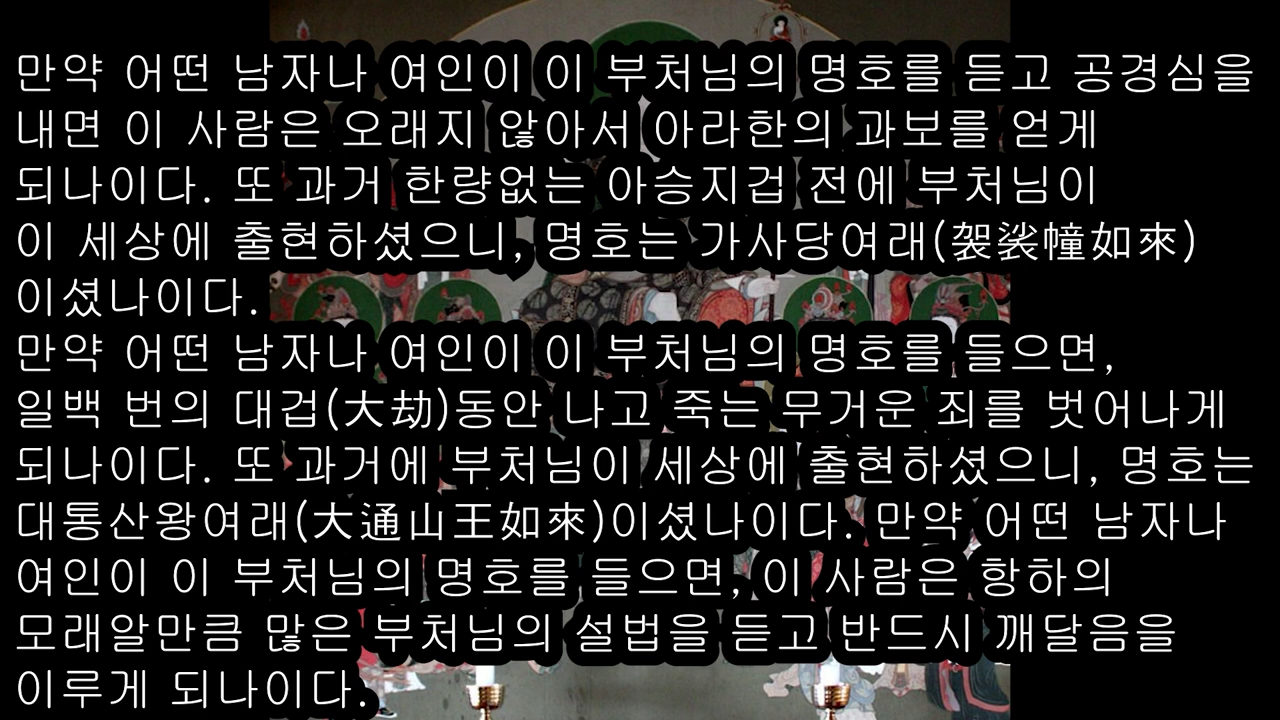 만약 어떤 남자나 여인이 이 부처님의 명호를 듣고 공경심을
내면 이 사람은 오래지 않아서 아라한의 과보를 얻게
되나이다. 또 과거 한량없는 아승지겁 전에 부처님이
이 세상에 출현하셨으니, 명호는 가사당여래(袈裟幢如來)
이셨나이다.
만약 어떤 남자나 여인이 이 부처님의 명호를 들으면,
일백 번의 대겁(大劫)동안 나고 죽는 무거운 죄를 벗어나게
되나이다. 또 과거에 부처님이 세상에 출현하셨으니, 명호는
대통산왕여래(大通山王如來)이셨나이다. 만약 어떤 남자나
여인이 이 부처님의 명호를 들으면, 이 사람은 항하의
모래알만큼 많은 부처님의 설법을 듣고 반드시 깨달음을
이루게 되나이다.